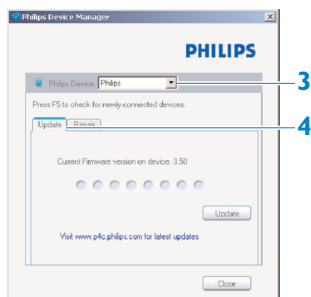 Philips Device Manager
PHILIPS
Philips Device Philips
3
Press F5 to check for newly connected devices.
Update Repair
4
Current Firmware version on device: 3.50
Update
Visit www.p4c.philips.com for latest updates
Close